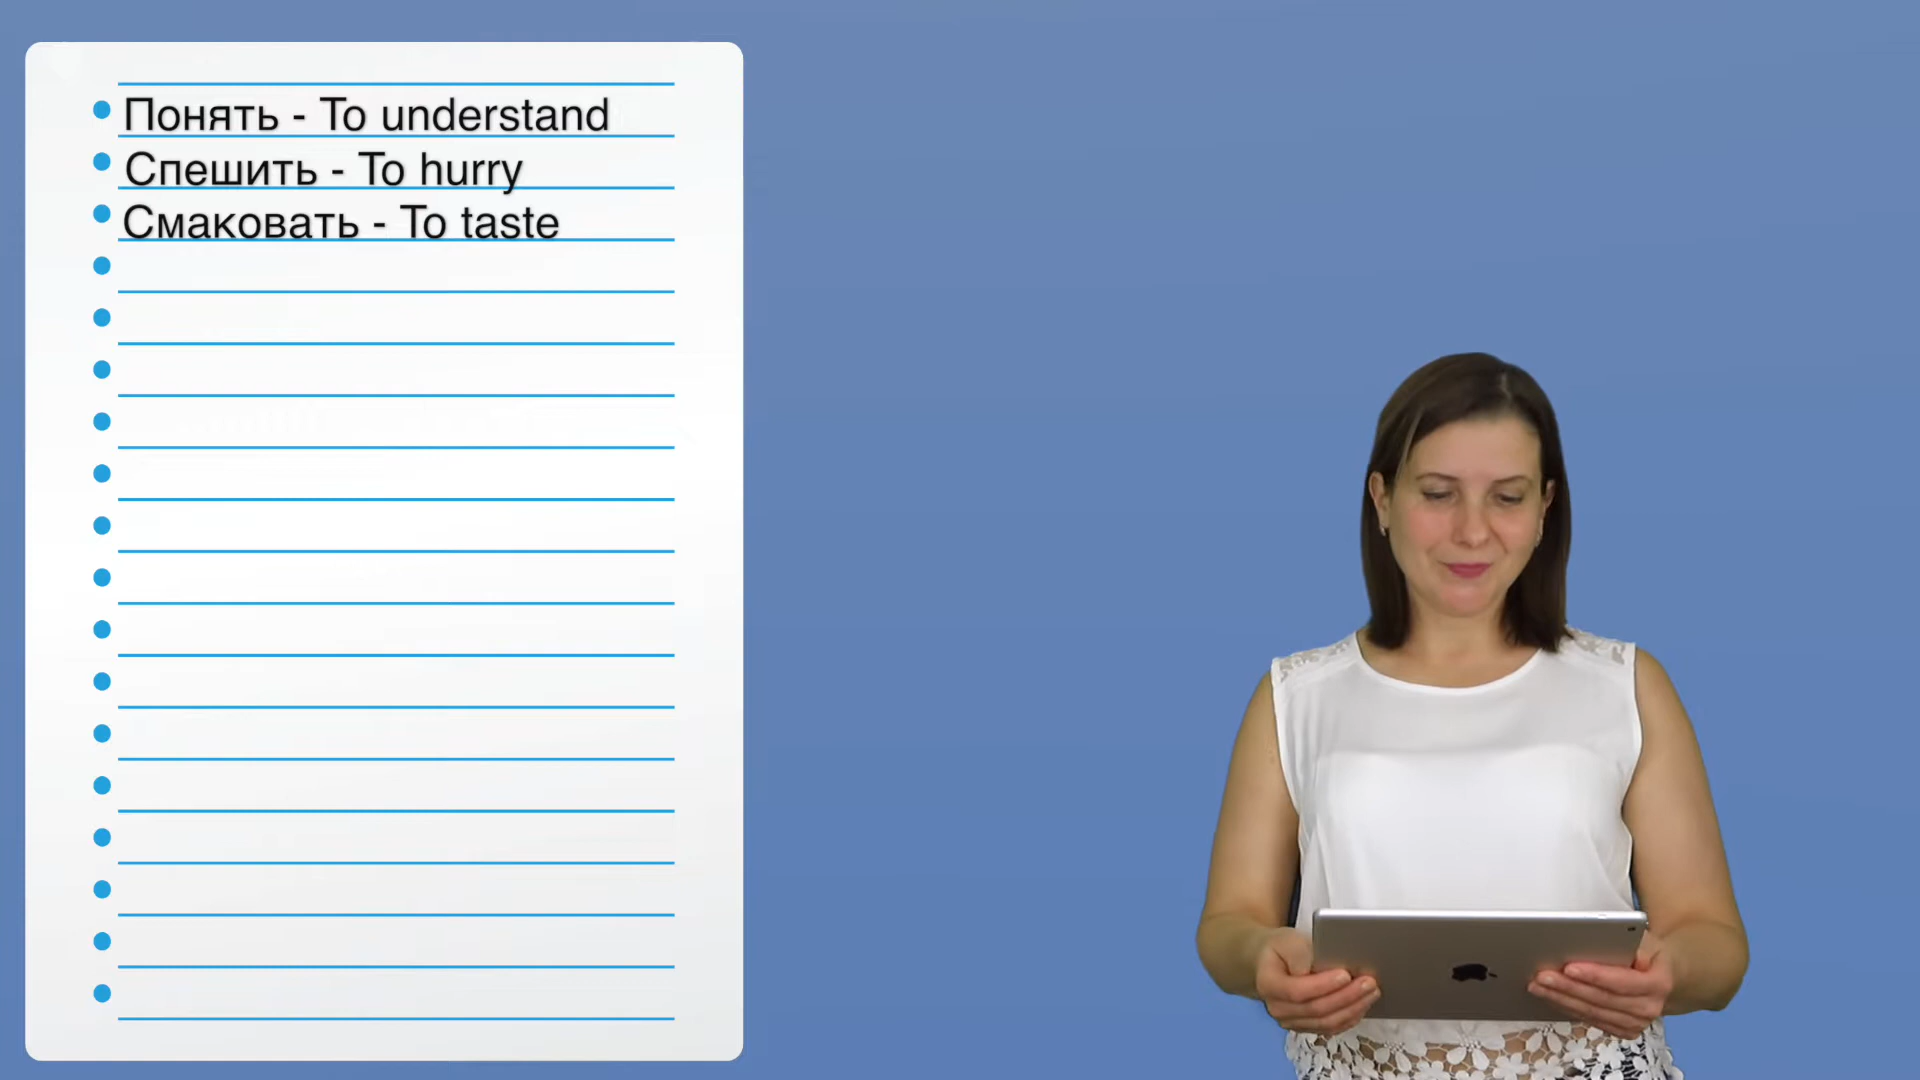 Понять - To understand
Спешить - To hurry
Смаковать - To taste